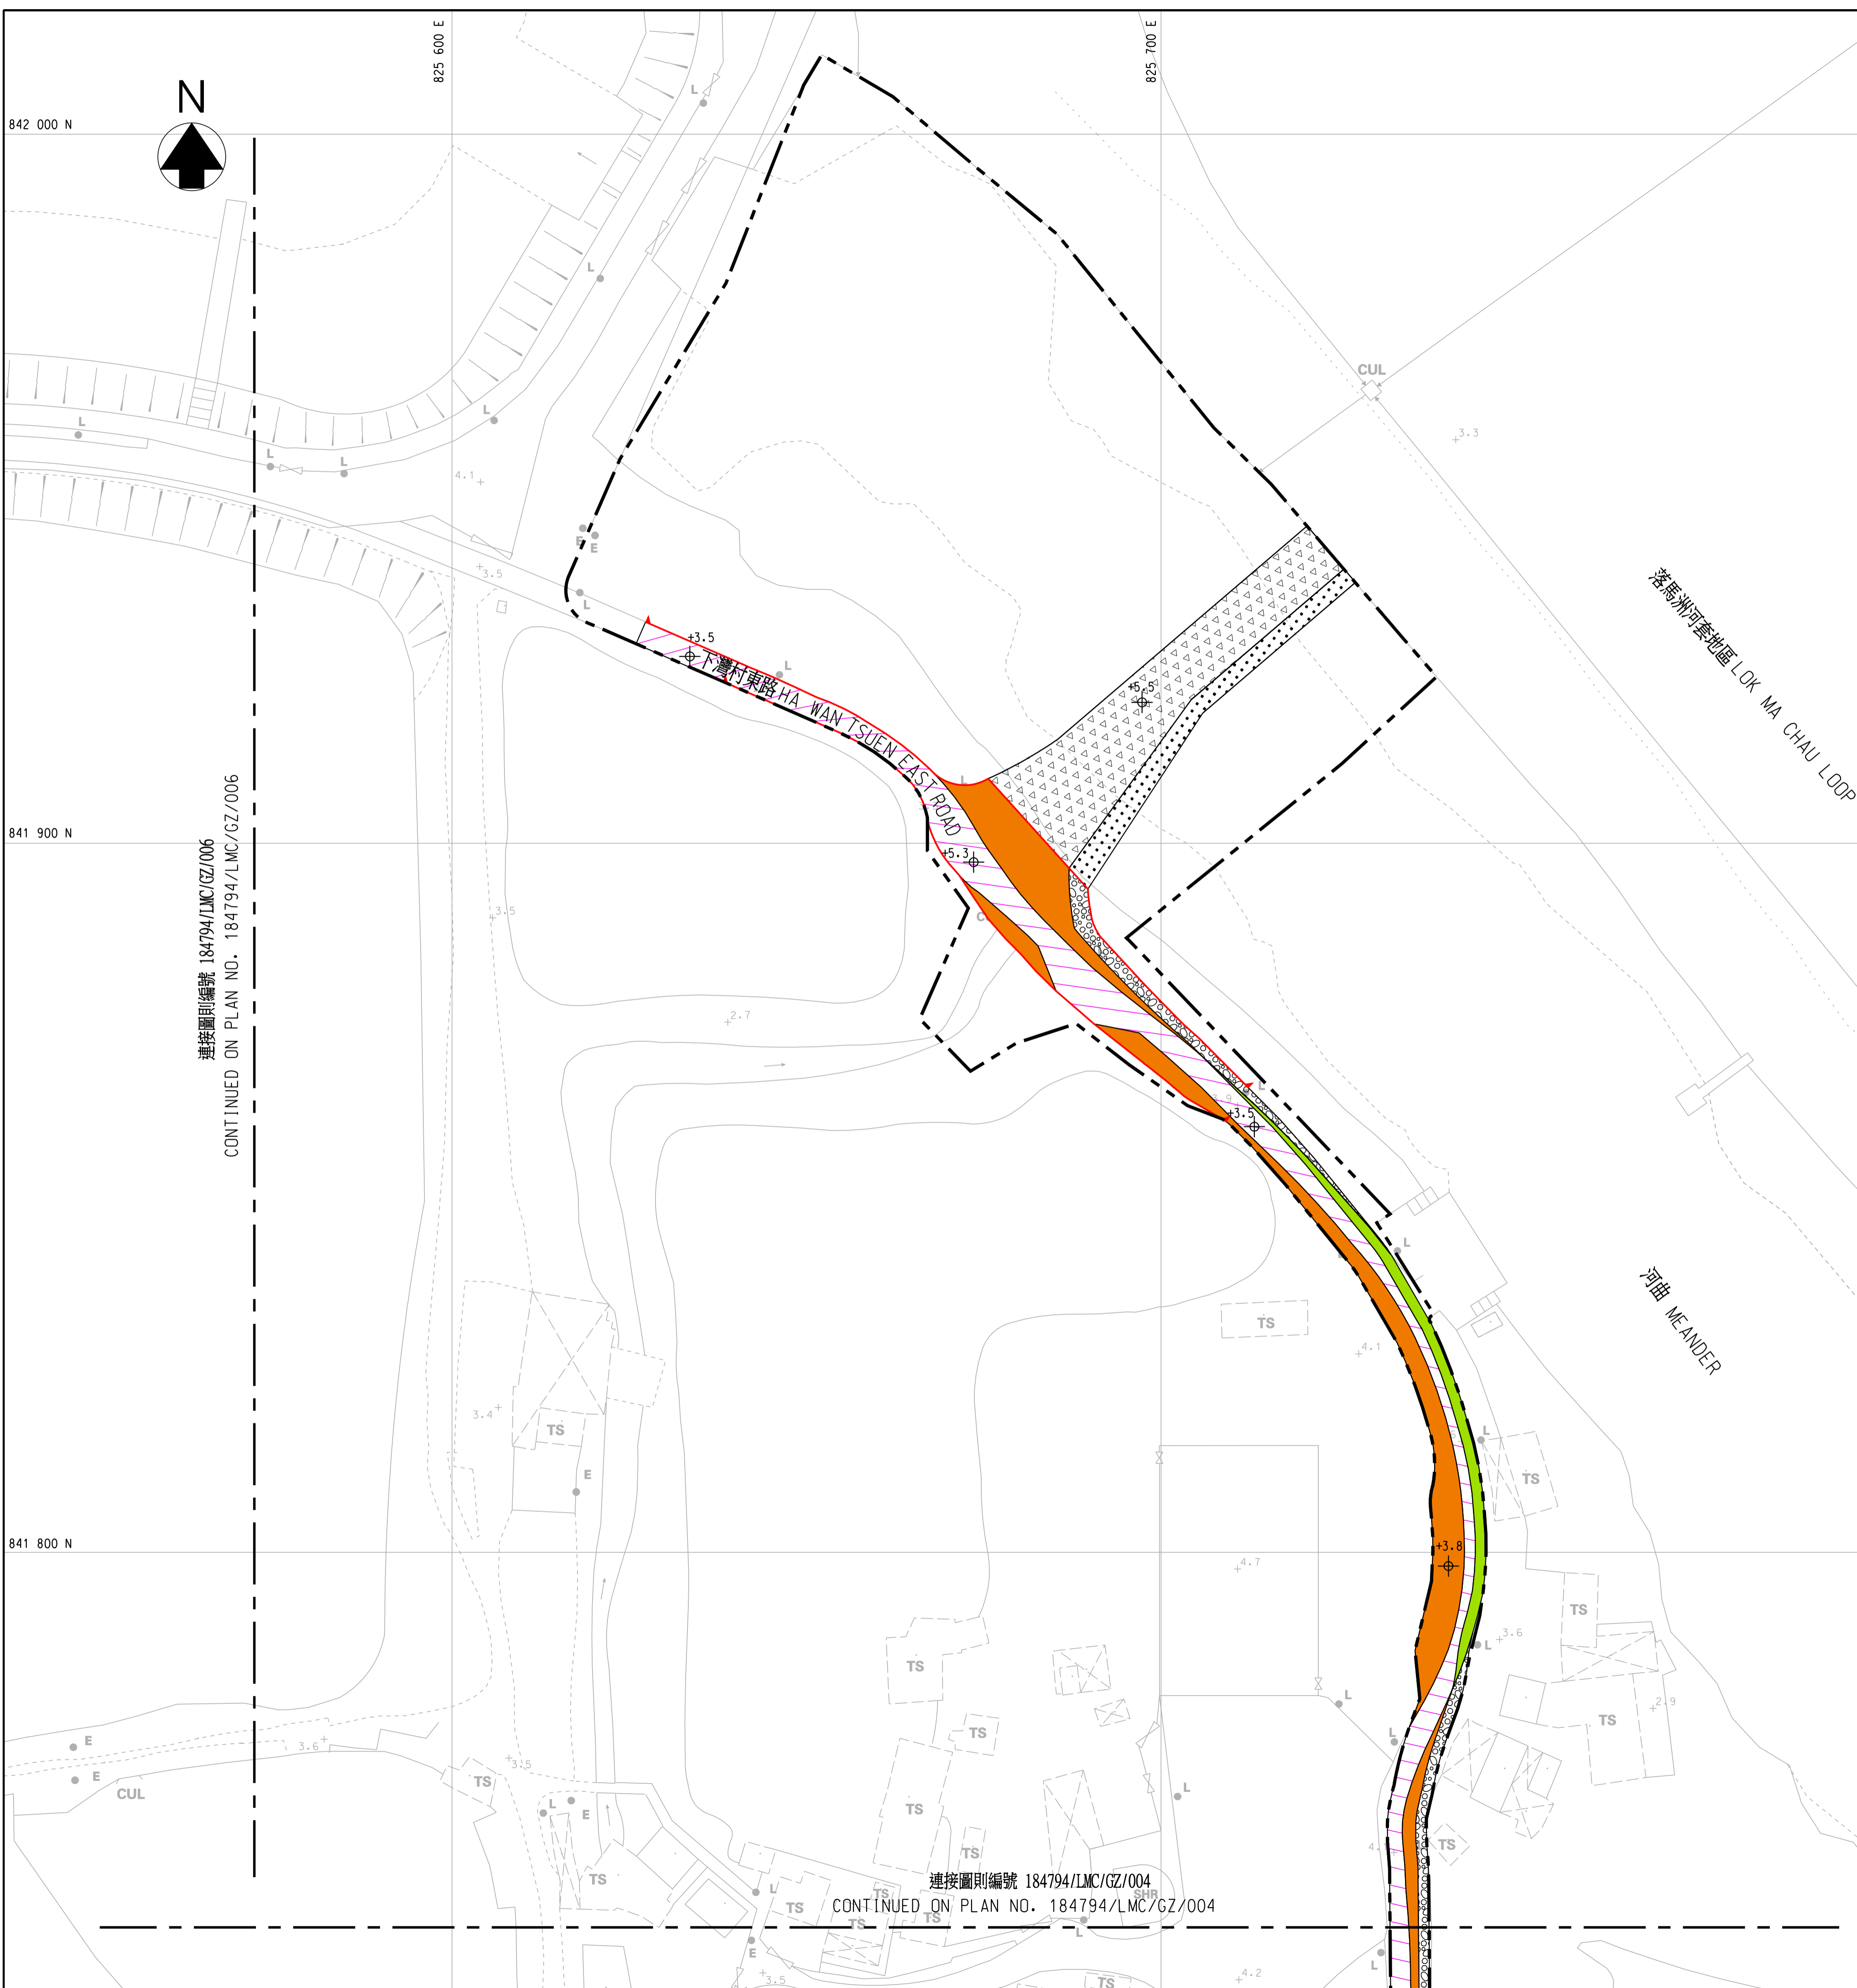 825 600 E
825 700 E
N
842 000 N
L
L
CUL
3.3
L
L
L
L
4.1
E
E
3.5
L
落馬洲河套地區 LOK MA CHAU LOOP
+3.5
L
下灣村東路 HA WAN TSUEN EAST ROAD
+5.5
L
841 900 N
+5.3
連接圖則編號 184794/LMC/GZ/006
CONTINUED ON PLAN NO. 184794/LMC/GZ/006
3.5
2.7
L
+3.5
L
河曲 MEANDER
TS
4.1
3.4
TS
L
E
TS
841 800 N
+3.8
4.7
TS
TS
L
3.6
L
2.9
TS
TS
L
E
3.6
3.5
TS
E
CUL
L
E
TS
L
TS
TS
TS
連接圖則編號 184794/LMC/GZ/004
CONTINUED ON PLAN NO. 184794/LMC/GZ/004
L
TS
TS
SHR
TS
TS
L
E
L
3.5
4.2
TS